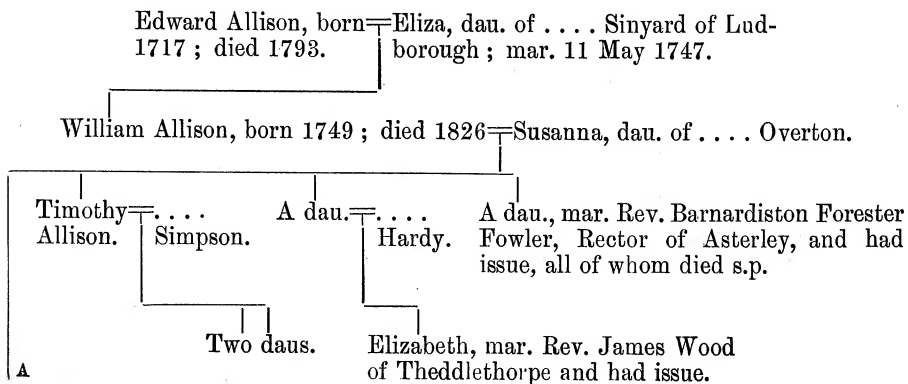 Edward Allison, born
1717 ; died 1793.
Eliza, dau. of . . . . Sinyard of Lud-
borough ; mar. 11 May 1747.
William Allison, born 1749 ; died 1826
Susanna, dau. of . . . . Overton.
Timothy
Allison.
. . . .
Simpson.
A dau.
. . . .
Hardy.
A dau., mar. Rev. Barnardiston Forester
Fowler, Rector of Asterley, and had
issue, all of whom died s.p.
Two daus.
Elizabeth, mar. Rev. James Wood
of Theddlethorpe and had issue.
A